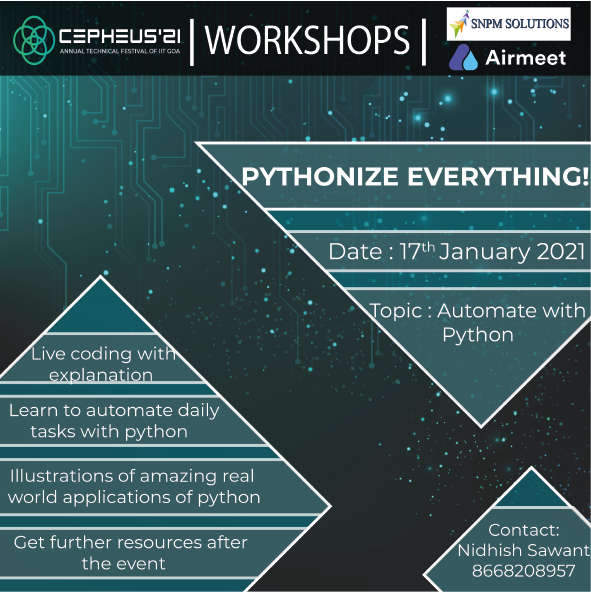 CEPHEUS'21
ANNUAL TECHNICAL FESTIVAL OF IIT GOA
WORKSHOPS
SNPM SOLUTIONS
Airmeet
PYTHONIZE EVERYTHING!
Date : 17th January 2021
Topic : Automate with
Python
Live coding with
explanation
Learn to automate daily
tasks with python
Illustrations of amazing real
world applications of python
Get further resources after
the event
Contact:
Nidhish Sawant
8668208957